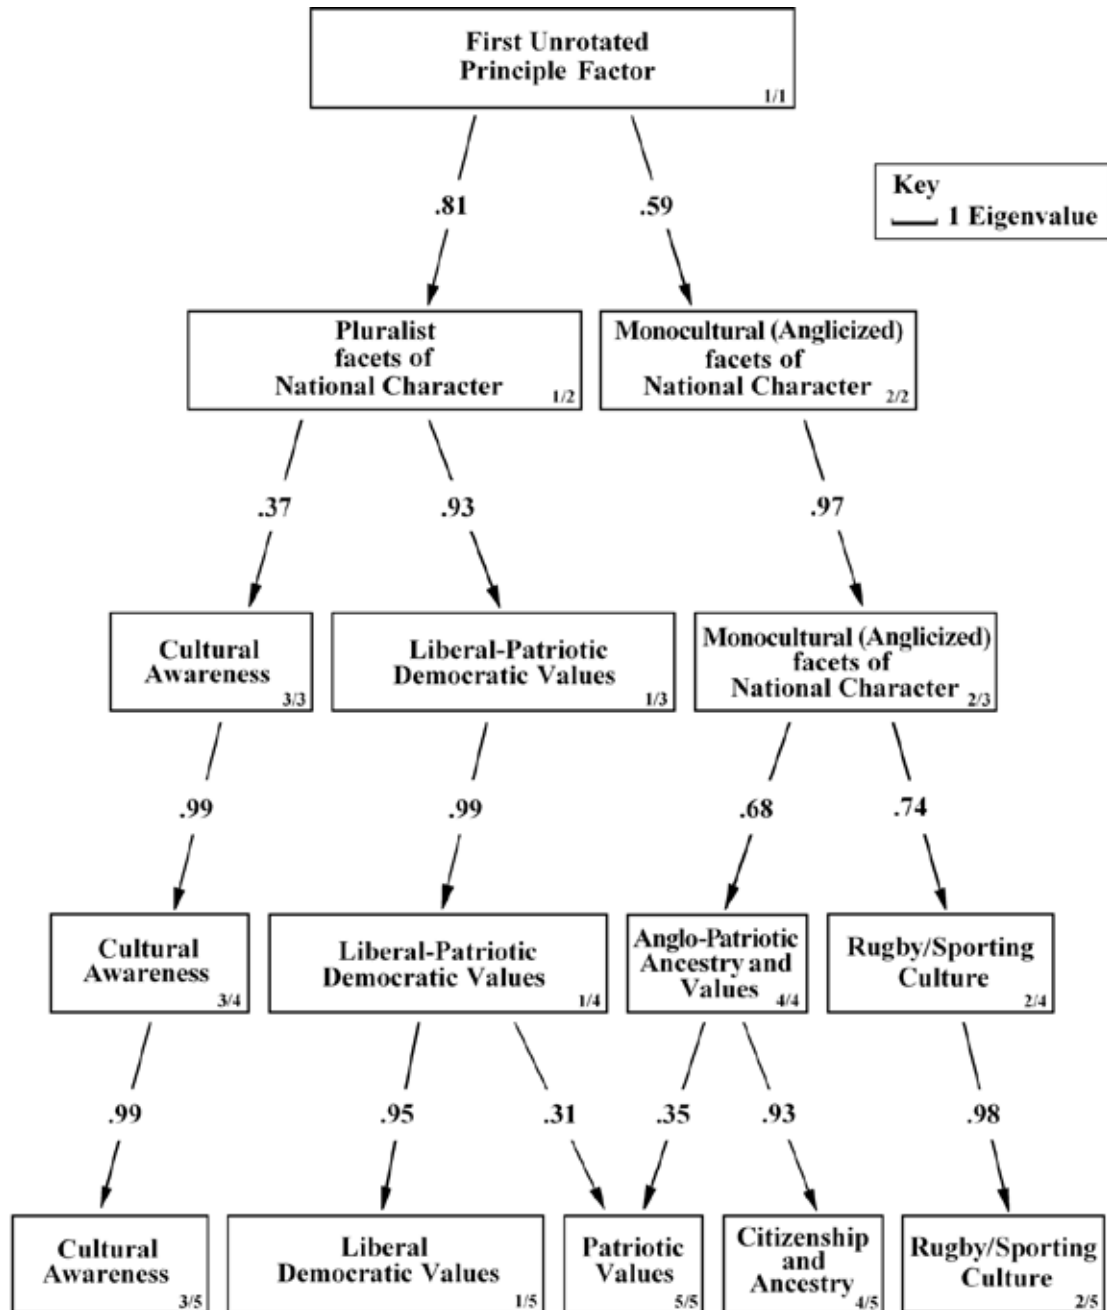 First Unrotated
Principle Factor
1/1
Key
1 Eigenvalue
.81
.59
Pluralist
facets of
National Character
1/2
Monocultural (Anglicized)
facets of
National Character
2/2
.37
.93
.97
Cultural
Awareness
3/3
Liberal-Patriotic
Democratic Values
1/3
Monocultural (Anglicized)
facets of
National Character
2/3
.99
.99
.68
.74
Cultural
Awareness
3/4
Liberal-Patriotic
Democratic Values
1/4
Anglo-Patriotic
Ancestry and
Values
4/4
Rugby/Sporting
Culture
2/4
.99
.95
.31
.35
.93
.98
Cultural
Awareness
3/5
Liberal
Democratic Values
1/5
Patriotic
Values
5/5
Citizenship
and
Ancestry
4/5
Rugby/Sporting
Culture
2/5